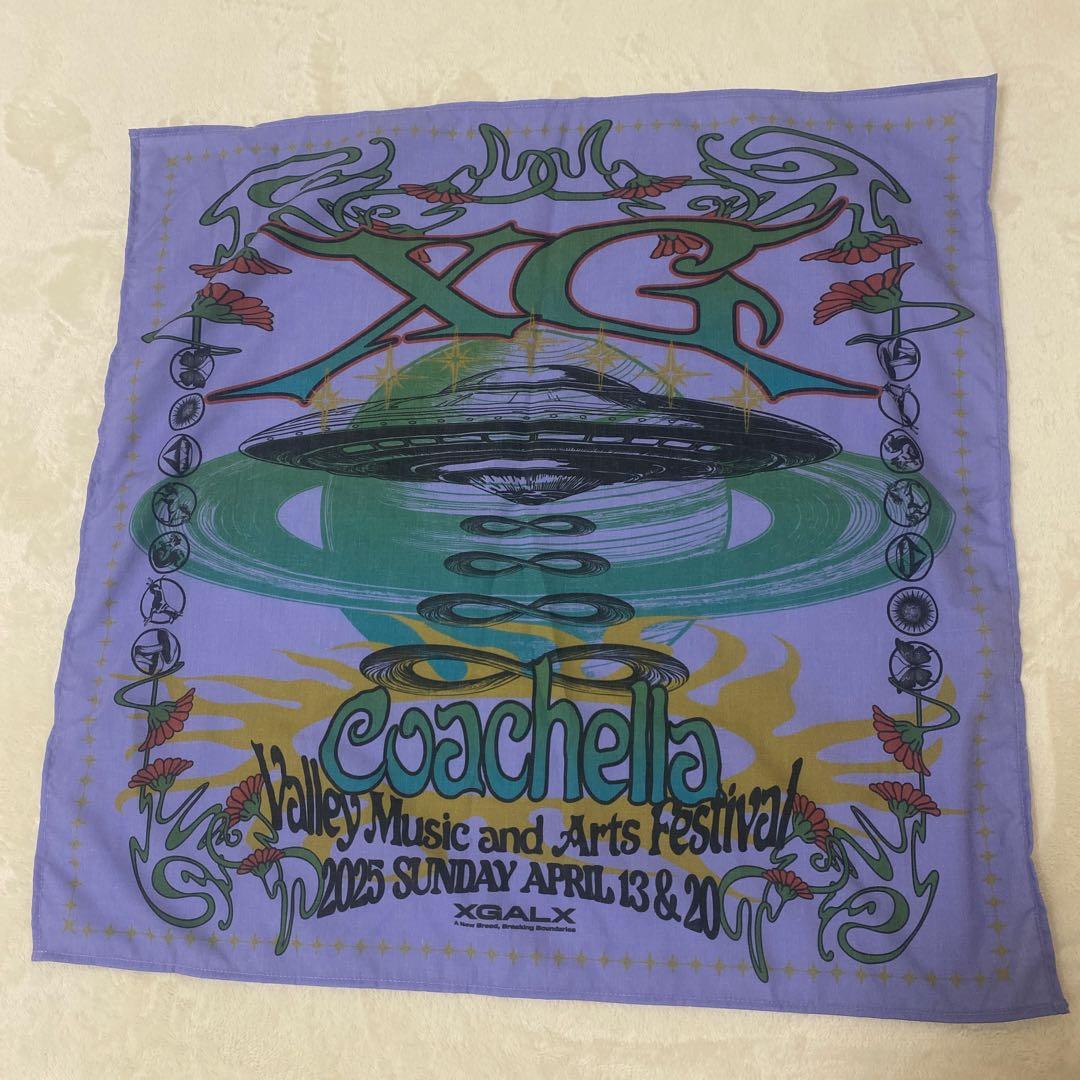 XG
Coachella
Valley Music and Arts Festival
2025 SUNDAY APRIL 13 & 20
XGALX
A New Breed, Breaking Boundaries